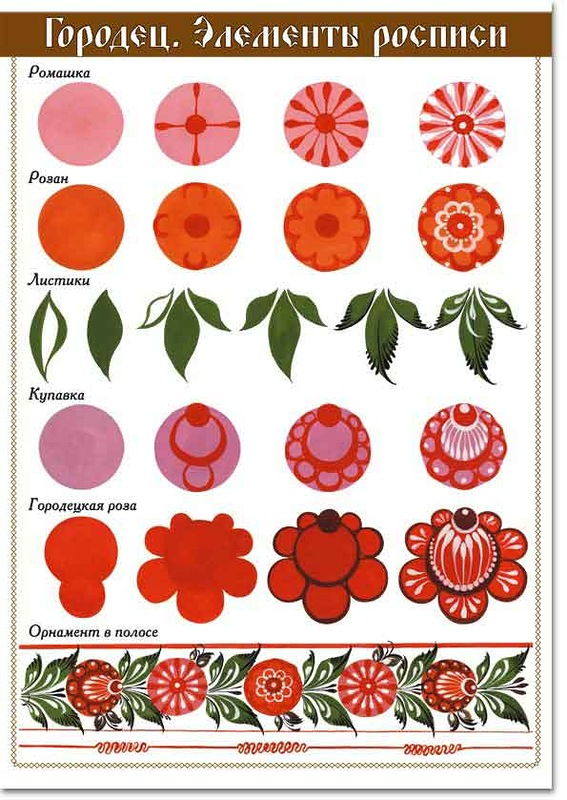 Городец. Элементы росписи
Ромашка
Розан
Листики
Купавка
Городецкая роза
Орнамент в полосе